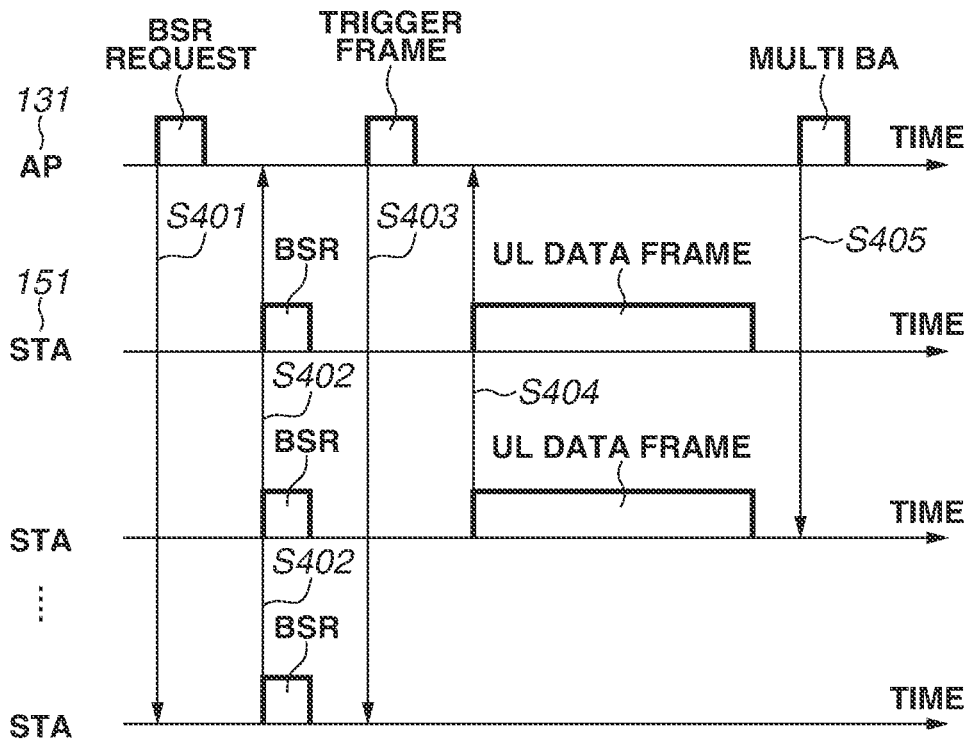 BSR
REQUEST
TRIGGER
FRAME
MULTI BA
131
AP
TIME
S401
S403
S405
BSR
UL DATA FRAME
151
STA
TIME
S402
S404
BSR
UL DATA FRAME
STA
TIME
S402
BSR
STA
TIME